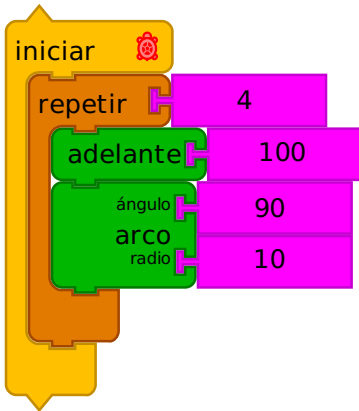 iniciar
repetir 4
adelante 100
ángulo 90
arco
radio 10